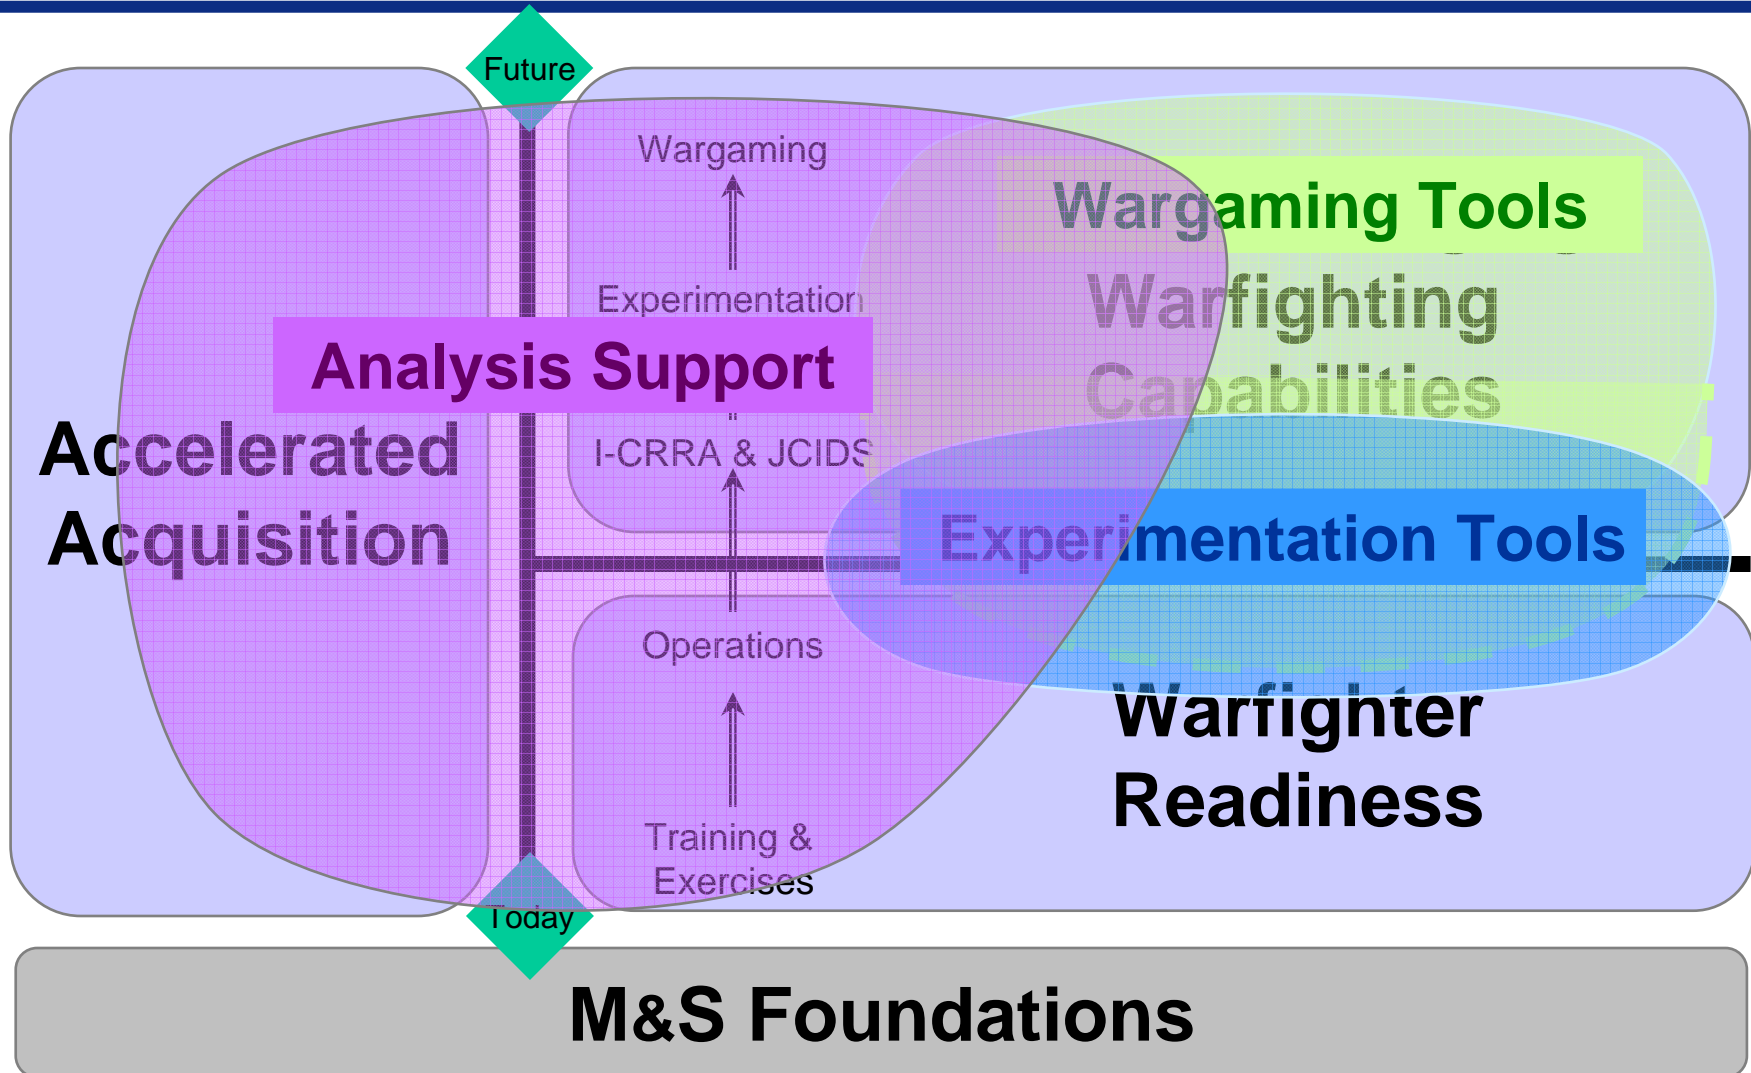 Future
Wargaming
Wargaming Tools
Warfighting
Experimentation
Analysis Support
Capabilities
Accelerated
Acquisition
I-CRRA & JCIDS
Experimentation Tools
Operations
Warfighter
Readiness
Training &
Exercises
Today
M&S Foundations